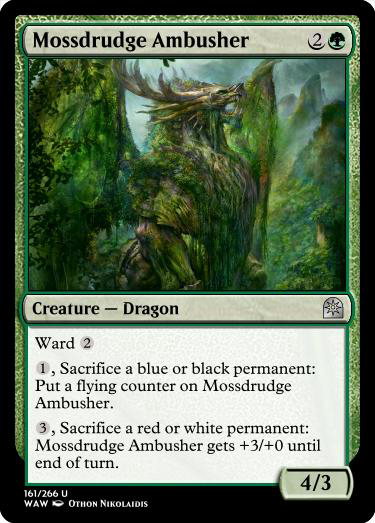 Mossdrudge Ambusher 2
Creature — Dragon
Ward 2
1, Sacrifice a blue or black permanent:
Put a flying counter on Mossdrudge
Ambusher.
3, Sacrifice a red or white permanent:
Mossdrudge Ambusher gets +3/+0 until
end of turn.
4/3
161/266 U
WAW Othon Nikolaidis